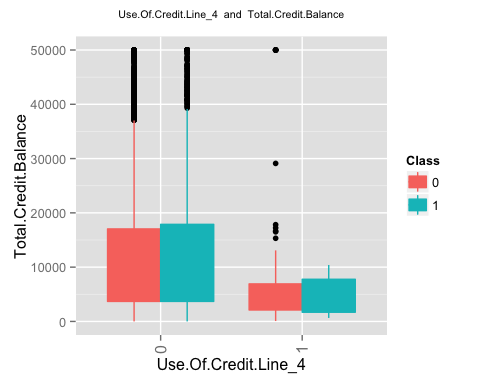 Use.Of.Credit.Line_4 and Total.Credit.Balance
50000
40000
30000
20000
10000
0
Total.Credit.Balance
0
1
Use.Of.Credit.Line_4
Class
0
1